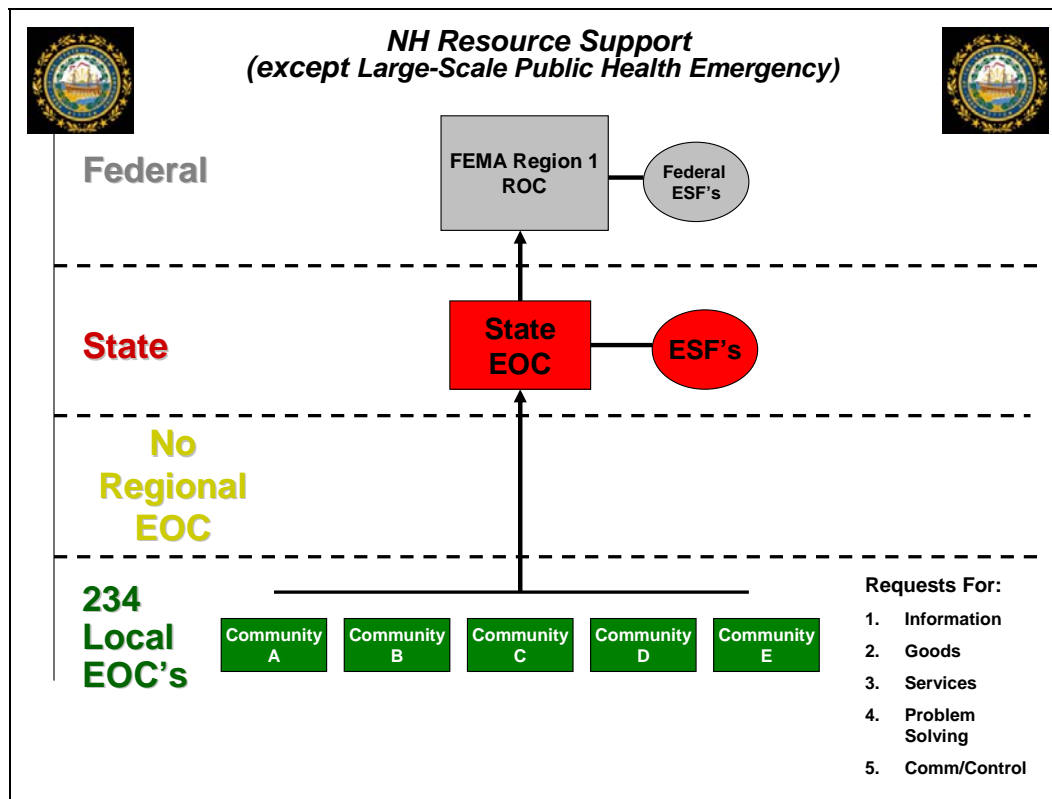 NH Resource Support
(except Large-Scale Public Health Emergency)
Federal
FEMA Region 1
ROC
Federal
ESF's
State
State
EOC
ESF's
No
Regional
EOC
234
Local
EOC's
Community
A
Community
B
Community
C
Community
D
Community
E
Requests For:
1. Information
2. Goods
3. Services
4. Problem
Solving
5. Comm/Control